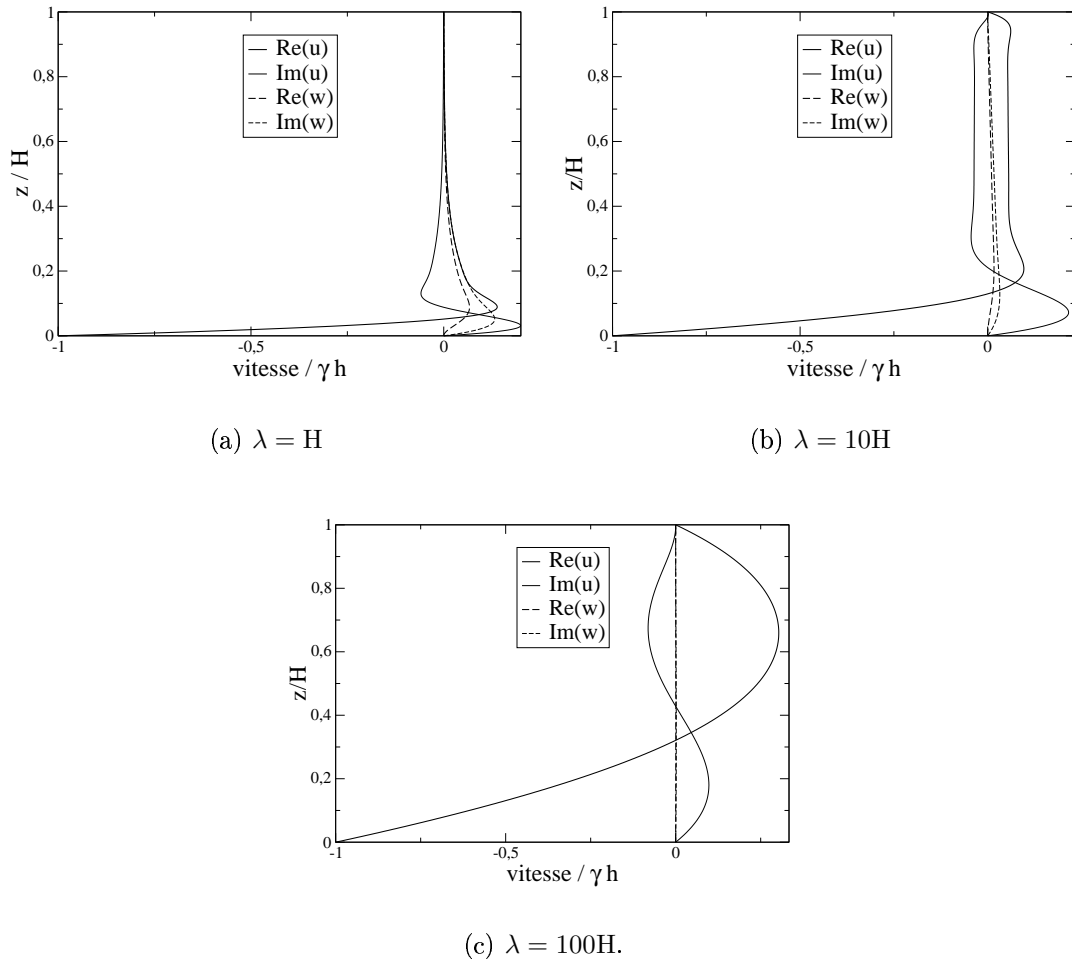 1
0,8
0,6
0,4
0,2
0
z / H
Re(u)
Im(u)
Re(w)
Im(w)
-1
-0,5
0
vitesse / γ h
(a) λ = H
1
0,8
0,6
0,4
0,2
0
z/H
Re(u)
Im(u)
Re(w)
Im(w)
-1
-0,5
0
vitesse / γ h
(b) λ = 10H
1
0,8
0,6
0,4
0,2
0
z/H
Re(u)
Im(u)
Re(w)
Im(w)
-1
-0,5
0
vitesse / γ h
(c) λ = 100H.